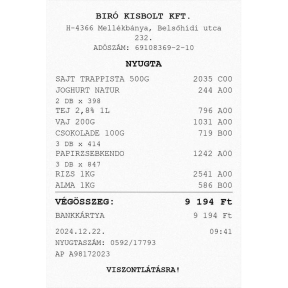 BIRÓ KISBOLT KFT.
H-4366 Mellékbánya, Belsőhidi utca
232.
ADÓSZÁM: 69108369-2-10
NYUGTA
SAJT TRAPPISTA 500G 2035 C00
JOGHURT NATUR 244 A00
2 DB x 398
TEJ 2,8% 1L 796 A00
VAJ 200G 1031 A00
CSOKOLADE 100G 719 B00
3 DB x 414
PAPIRZSEBKENDO 1242 A00
3 DB x 847
RIZS 1KG 2541 A00
ALMA 1KG 586 B00
VÉGÖSSZEG: 9 194 Ft
BANKKÁRTYA 9 194 Ft
2024.12.22. 09:41
NYUGTASZÁM: 0592/17793
AP A98172023
VISZONTLÁTÁSRA!